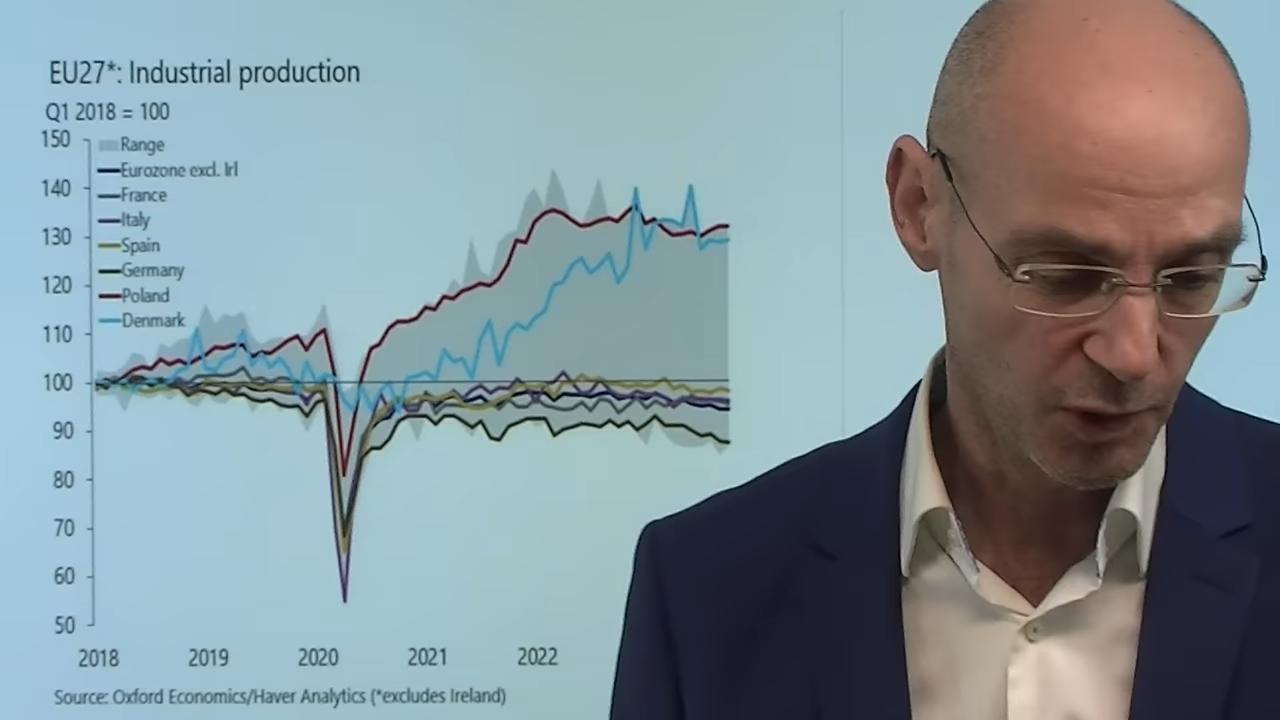 EU27*: Industrial production
Q1 2018 = 100
150
140
130
120
110
100
90
80
70
60
50
Range
Eurozone excl. Irl
France
Italy
Spain
Germany
Poland
Denmark
2018 2019 2020 2021 2022
Source: Oxford Economics/Haver Analytics (*excludes Ireland)